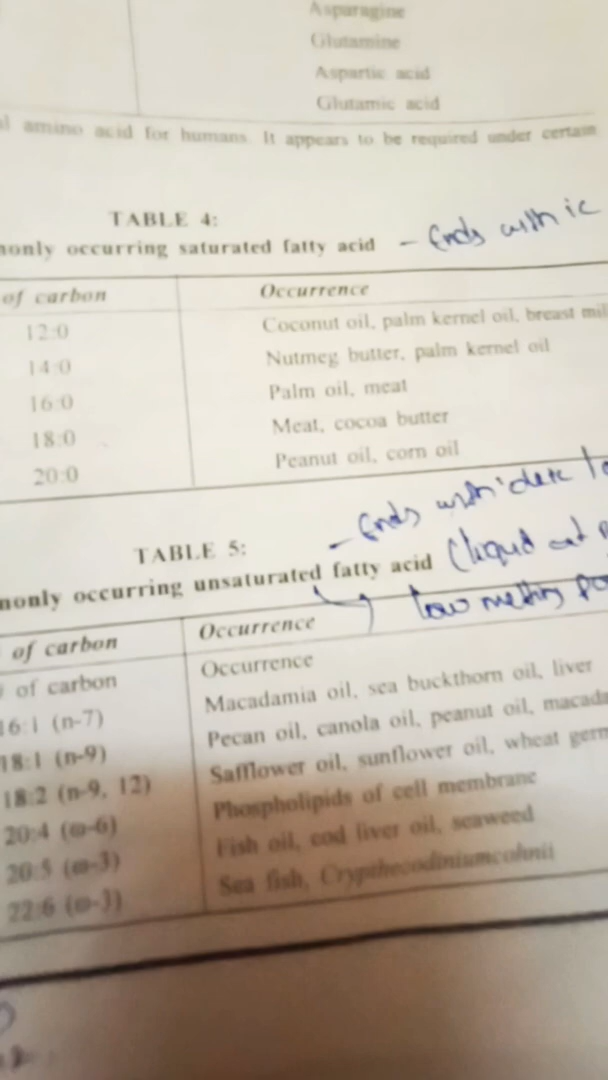 Asparagine
Glutamine
Aspartic acid
Glutamic acid
amino acid for humans. It appears to be required under certain
TABLE 4:
occurring saturated fatty acid - Ends with ic
of carbon Occurrence
12:0 Coconut oil, palm kernel oil, breast mil
14:0 Nutmeg butter, palm kernel oil
16:0 Palm oil, meat
18:0 Meat, cocoa butter
20:0 Peanut oil, corn oil
- Ends with
TABLE 5:
occurring unsaturated fatty acid (liquid at
low melting
of carbon Occurrence
of carbon Occurrence
16:1 (n-7) Macadamia oil, sea buckthorn oil, liver
18:1 (n-9) Pecan oil, canola oil, peanut oil, macada
18:2 (n-9, 12) Safflower oil, sunflower oil, wheat germ
20:4 (ω-6) Phospholipids of cell membrane
20:5 (ω-3) Fish oil, cod liver oil, seaweed
22:6 (ω-3) Sea fish, Crypthecodiniumcohnii